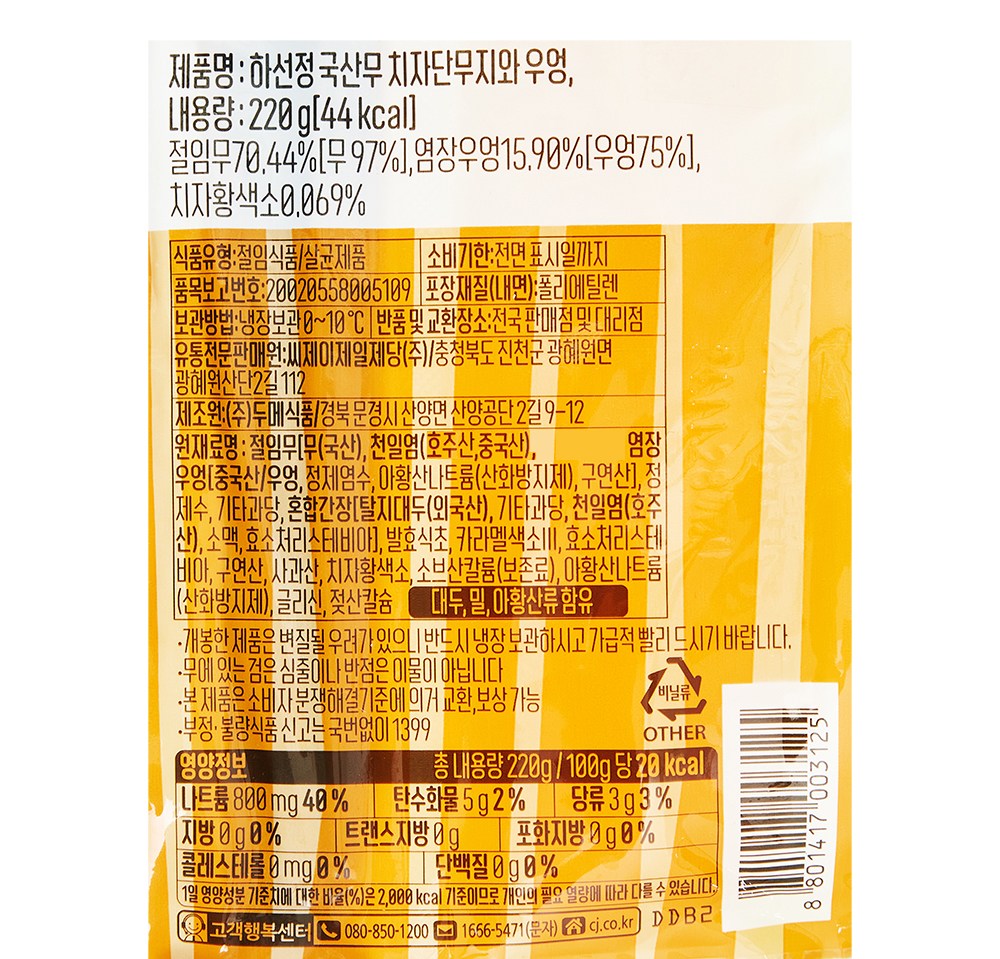 제품명:하선정 국산무 치자단무지와 우엉,
내용량:220 g[44 kcal]
절임무70.44%[무 97%], 염장우엉15.90%[우엉75%],
치자황색소0.069%
식품유형:절임식품/살균제품 소비기한:전면 표시일까지
품목보고번호:20020558005109 포장재질(내면):폴리에틸렌
보관방법:냉장보관 0~10℃ 반품 및 교환장소:전국 판매점 및 대리점
유통전문판매원:씨제이제일제당(주)/충청북도 진천군 광혜원면
광혜원산단2길 112
제조원:(주)두메식품/경북 문경시 산양면 산양공단2길 9-12
원재료명 : 절임무[무(국산), 천일염(호주산,중국산), 염장
우엉[중국산/우엉, 정제염수, 아황산나트륨(산화방지제), 구연산], 정
제수, 기타과당, 혼합간장[탈지대두(외국산), 기타과당, 천일염(호주
산), 소맥, 효소처리스테비아], 발효식초, 카라멜색소III, 효소처리스테
비아, 구연산, 사과산, 치자황색소, 소브산칼륨(보존료), 아황산나트륨
(산화방지제), 글리신, 젖산칼슘 대두, 밀, 아황산류 함유
·개봉한 제품은 변질될 우려가 있으니 반드시 냉장 보관하시고 가급적 빨리 드시기 바랍니다.
·무에 있는 검은 심줄이나 반점은 이물이 아닙니다
·본 제품은 소비자 분쟁해결기준에 의거 교환,보상 가능
·부정·불량식품 신고는 국번없이 1399
비닐류
OTHER
영양정보 총 내용량 220g / 100g 당 20 kcal
나트륨 800 mg 40 % 탄수화물 5 g 2 % 당류 3 g 3 %
지방 0 g 0 % 트랜스지방 0 g 포화지방 0 g 0 %
콜레스테롤 0 mg 0 % 단백질 0 g 0 %
1일 영양성분 기준치에 대한 비율(%)은 2,000 kcal 기준이므로 개인의 필요 열량에 따라 다를 수 있습니다.
고객행복센터 080-850-1200 1666-5471(문자) cj.co.kr
DDB2
8 801417 003125